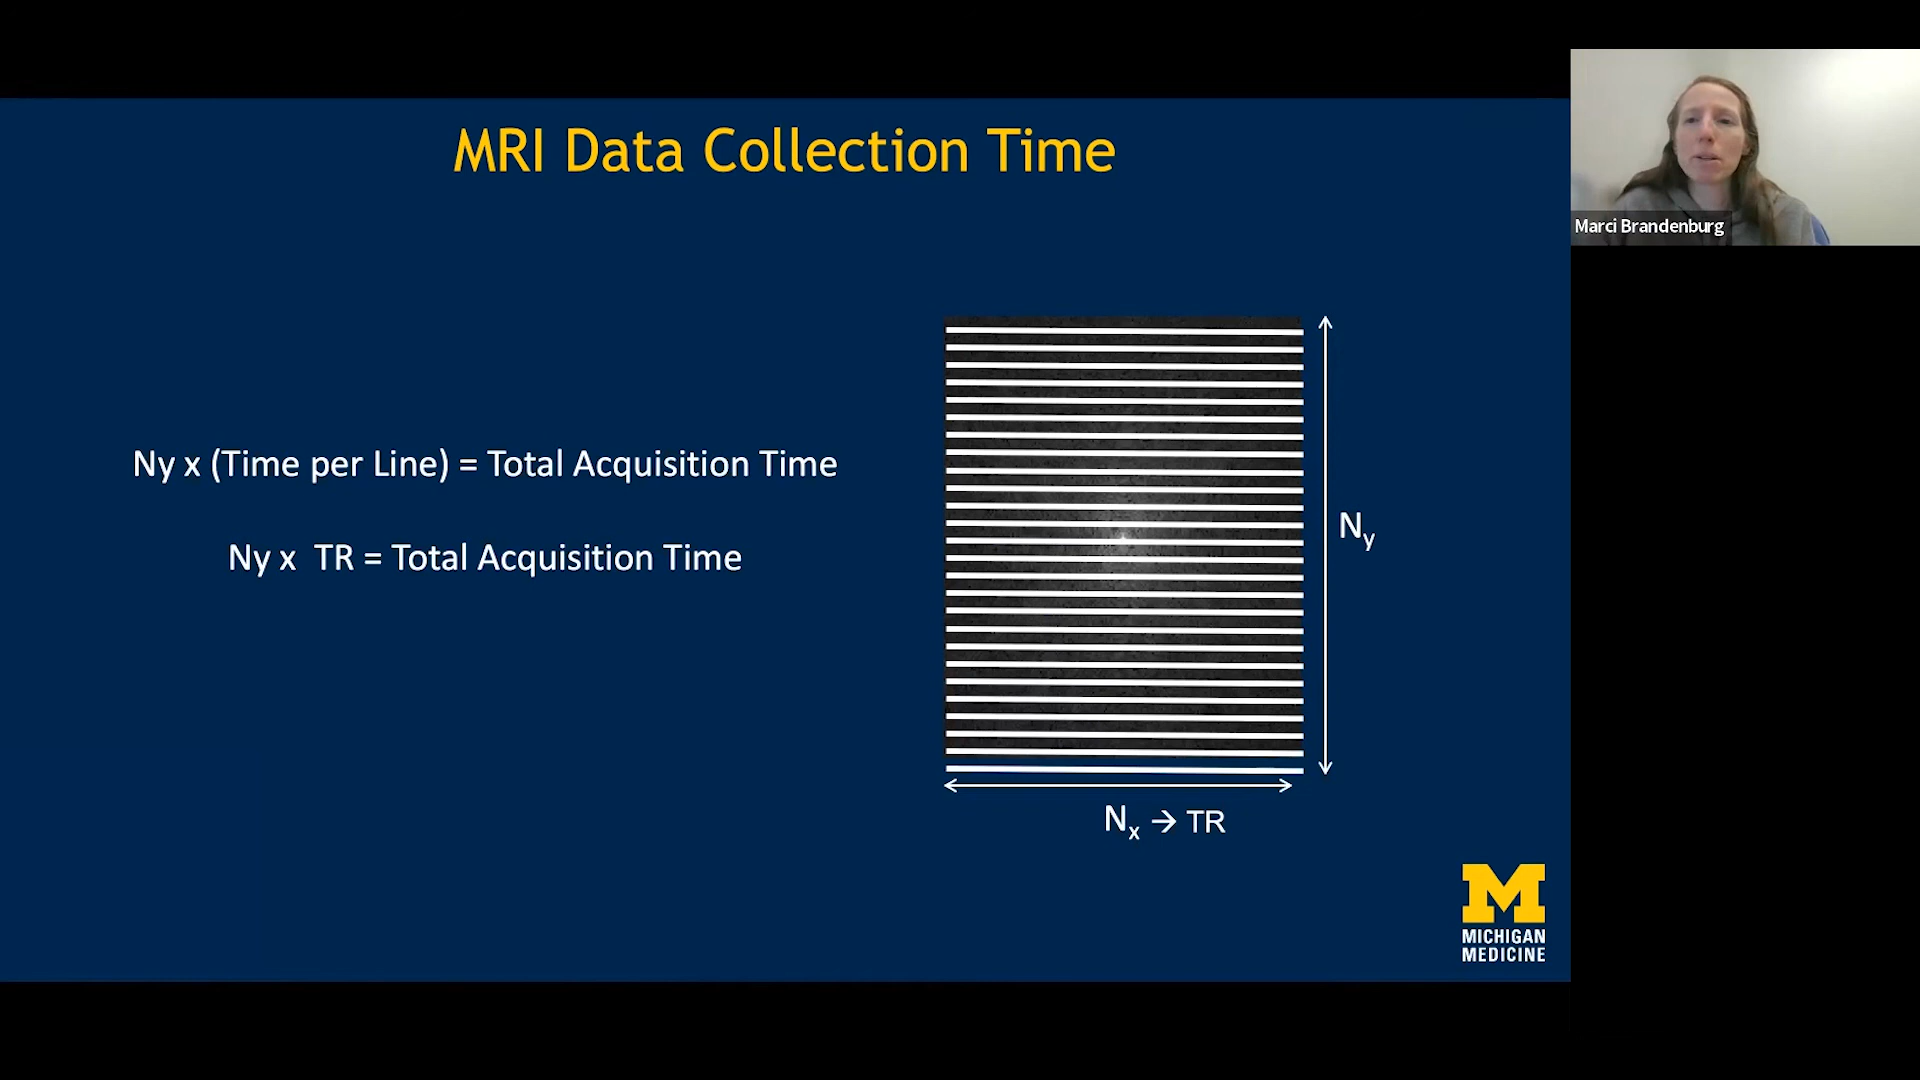 MRI Data Collection Time
Marci Brandenburg
Ny x (Time per Line) = Total Acquisition Time
Ny x TR = Total Acquisition Time
Ny
Nx → TR
M
MICHIGAN
MEDICINE